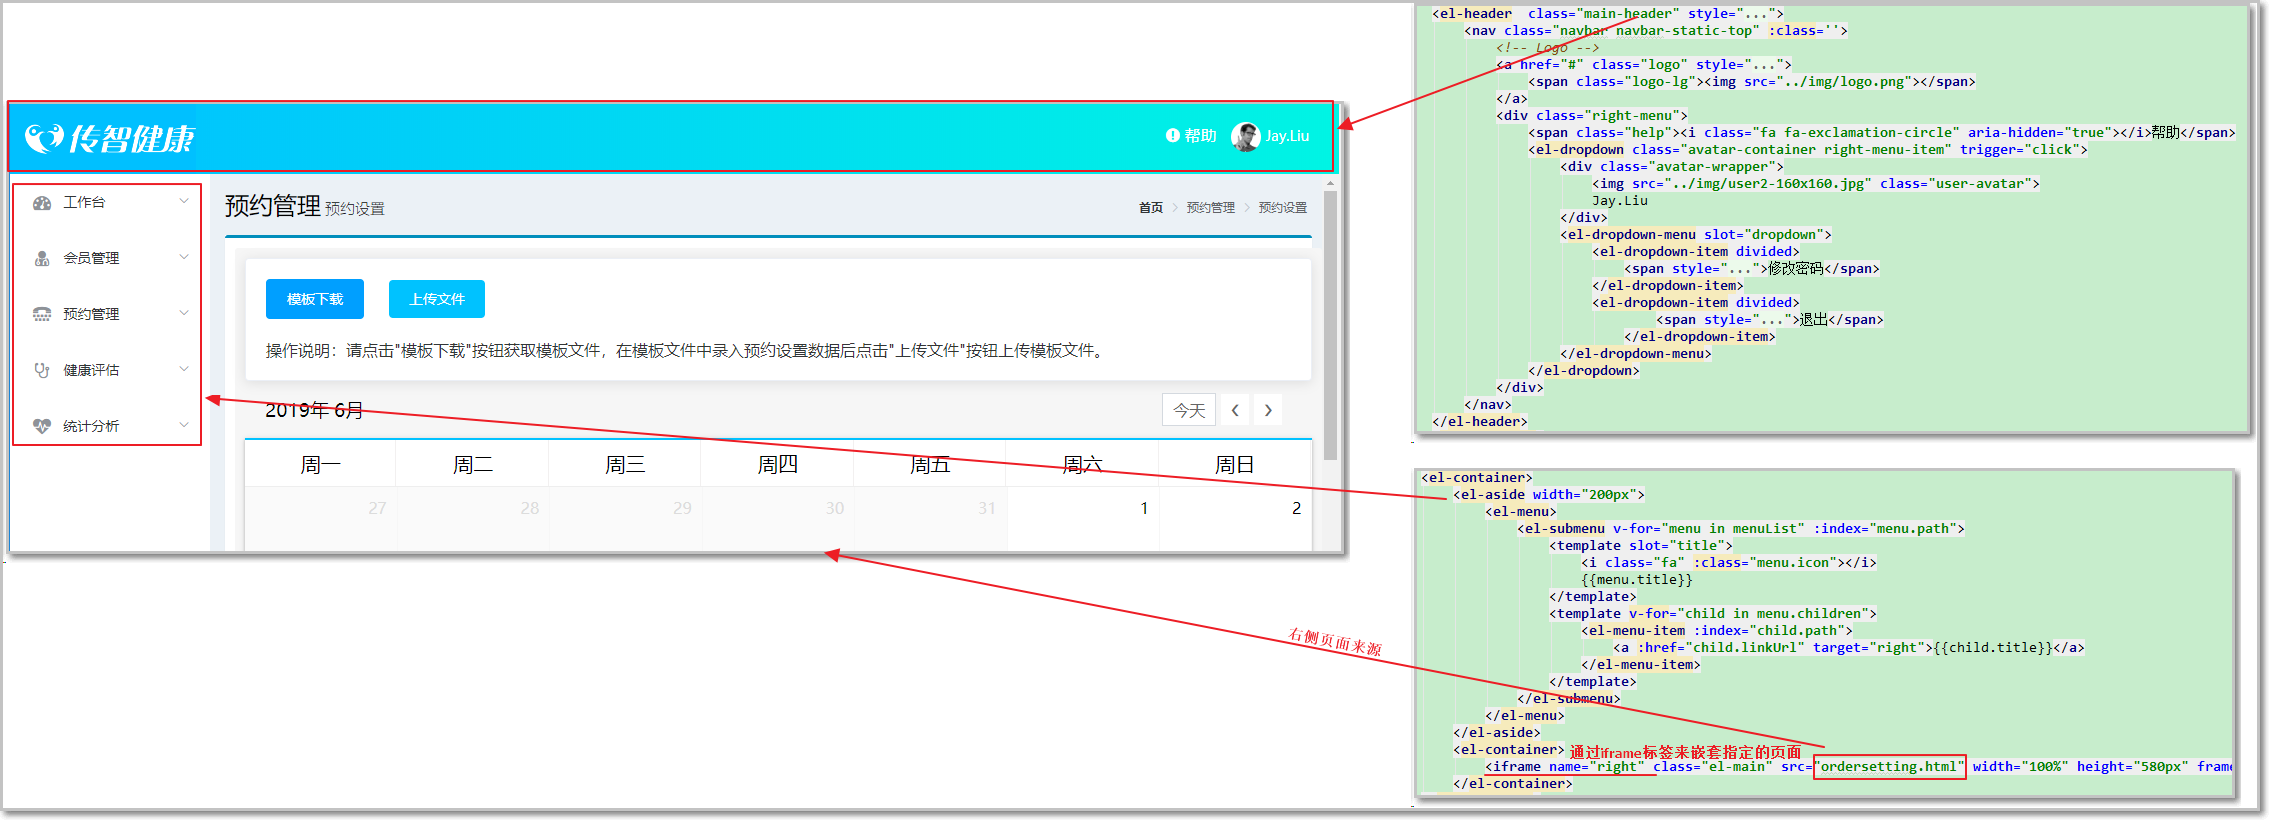 传智健康
帮助 Jay.Liu
工作台
会员管理
预约管理
健康评估
统计分析
预约管理 预约设置
首页 > 预约管理 > 预约设置
模板下载 上传文件
操作说明：请点击"模板下载"按钮获取模板文件，在模板文件中录入预约设置数据后点击"上传文件"按钮上传模板文件。
2019年 6月
今天 ‹ ›
周一 周二 周三 周四 周五 周六 周日
27 28 29 30 31 1 2
<el-header  class="main-header" style="...">
<nav class="navbar navbar-static-top" :class=''>
<!-- Logo -->
<a href="#" class="logo" style="...">
<span class="logo-lg"><img src="../img/logo.png"></span>
</a>
<div class="right-menu">
<span class="help"><i class="fa fa-exclamation-circle" aria-hidden="true"></i>帮助</span>
<el-dropdown class="avatar-container right-menu-item" trigger="click">
<div class="avatar-wrapper">
<img src="../img/user2-160x160.jpg" class="user-avatar">
Jay.Liu
</div>
<el-dropdown-menu slot="dropdown">
<el-dropdown-item divided>
<span style="...">修改密码</span>
</el-dropdown-item>
<el-dropdown-item divided>
<span style="...">退出</span>
</el-dropdown-item>
</el-dropdown-menu>
</el-dropdown>
</div>
</nav>
</el-header>
<el-container>
<el-aside width="200px">
<el-menu>
<el-submenu v-for="menu in menuList" :index="menu.path">
<template slot="title">
<i class="fa" :class="menu.icon"></i>
{{menu.title}}
</template>
<template v-for="child in menu.children">
<el-menu-item :index="child.path">
<a :href="child.linkUrl" target="right">{{child.title}}</a>
</el-menu-item>
</template>
</el-submenu>
</el-menu>
</el-aside>
<el-container>
通过iframe标签来嵌套指定的页面
<iframe name="right" class="el-main" src="ordersetting.html" width="100%" height="580px" frame
</el-container>
右侧页面来源